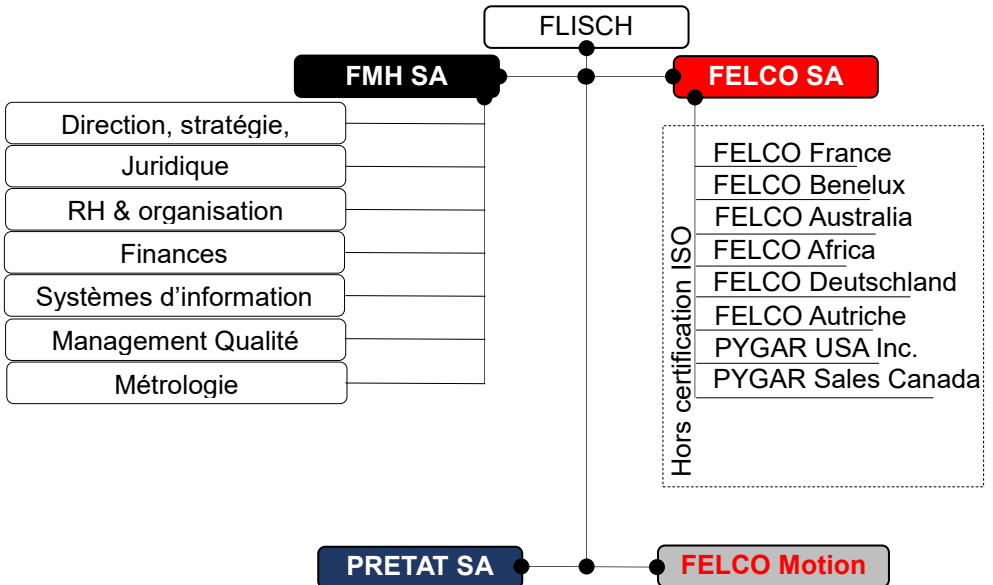 FLISCH
FMH SA
FELCO SA
Direction, stratégie,
Juridique
RH & organisation
Finances
Systèmes d’information
Management Qualité
Métrologie
Hors certification ISO
FELCO France
FELCO Benelux
FELCO Australia
FELCO Africa
FELCO Deutschland
FELCO Autriche
PYGAR USA Inc.
PYGAR Sales Canada
PRETAT SA
FELCO Motion